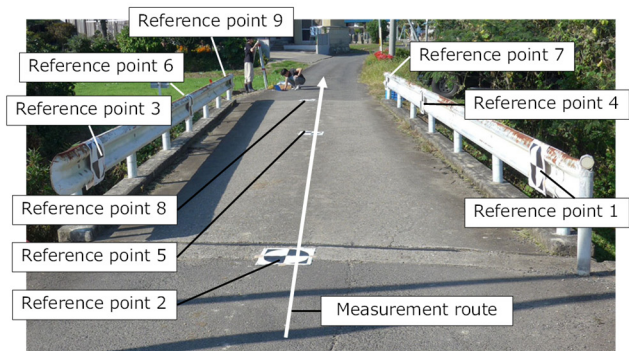 Reference point 9
Reference point 6
Reference point 7
Reference point 3
Reference point 4
Reference point 8
Reference point 1
Reference point 5
Reference point 2
Measurement route